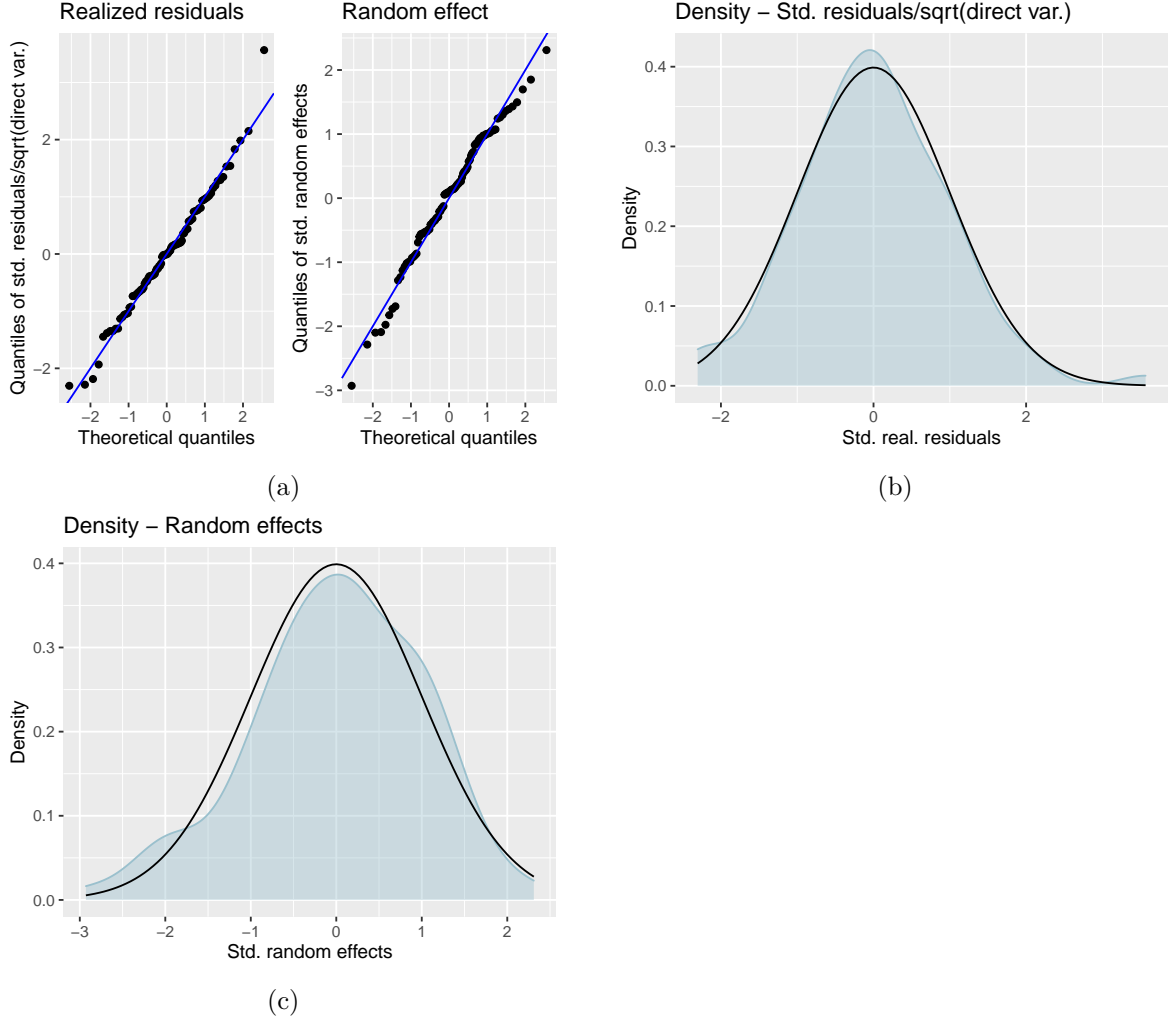 Realized residuals
Quantiles of std. residuals/sqrt(direct var.)
2
0
−2
−2 −1 0 1 2
Theoretical quantiles
Random effect
Quantiles of std. random effects
2
1
0
−1
−2
−3
−2 −1 0 1 2
Theoretical quantiles
(a)
Density − Std. residuals/sqrt(direct var.)
Density
0.4
0.3
0.2
0.1
0.0
−2 0 2
Std. real. residuals
(b)
Density − Random effects
Density
0.4
0.3
0.2
0.1
0.0
−3 −2 −1 0 1 2
Std. random effects
(c)